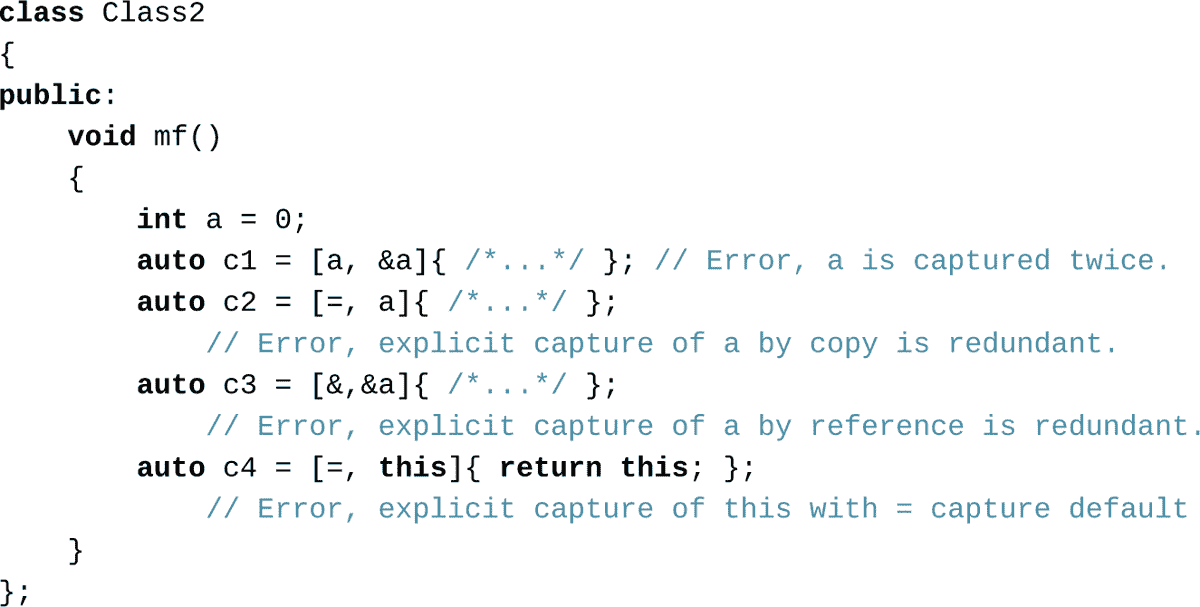 class Class2
{
public:
    void mf()
    {
        int a = 0;
        auto c1 = [a, &a]{ /*...*/ }; // Error, a is captured twice.
        auto c2 = [=, a]{ /*...*/ };
            // Error, explicit capture of a by copy is redundant.
        auto c3 = [&,&a]{ /*...*/ };
            // Error, explicit capture of a by reference is redundant.
        auto c4 = [=, this]{ return this; };
            // Error, explicit capture of this with = capture default
    }
};